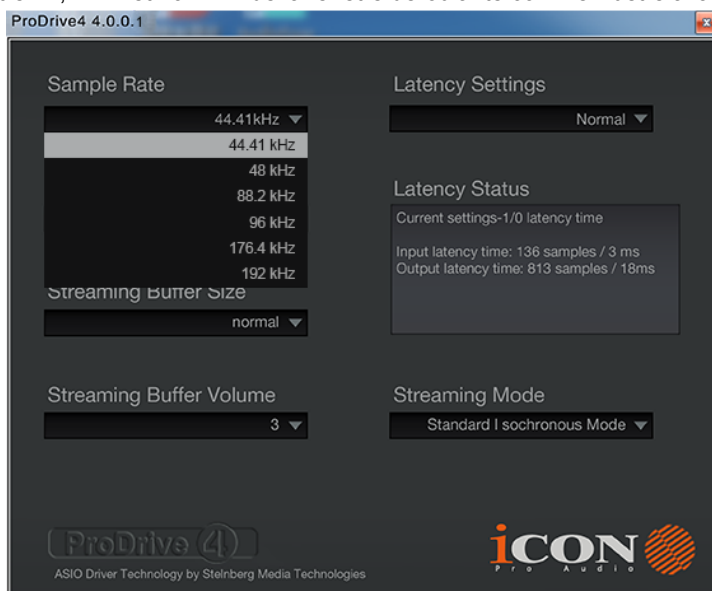 ProDrive4 4.0.0.1
x
Sample Rate
44.41kHz
44.41 kHz
48 kHz
88.2 kHz
96 kHz
176.4 kHz
192 kHz
Streaming Buffer Size
normal
Streaming Buffer Volume
3
Latency Settings
Normal
Latency Status
Current settings-1/0 latency time
Input latency time: 136 samples / 3 ms
Output latency time: 813 samples / 18ms
Streaming Mode
Standard I sochronous Mode
ProDrive 4
ASIO Driver Technology by Steinberg Media Technologies
iCON
Pro Audio